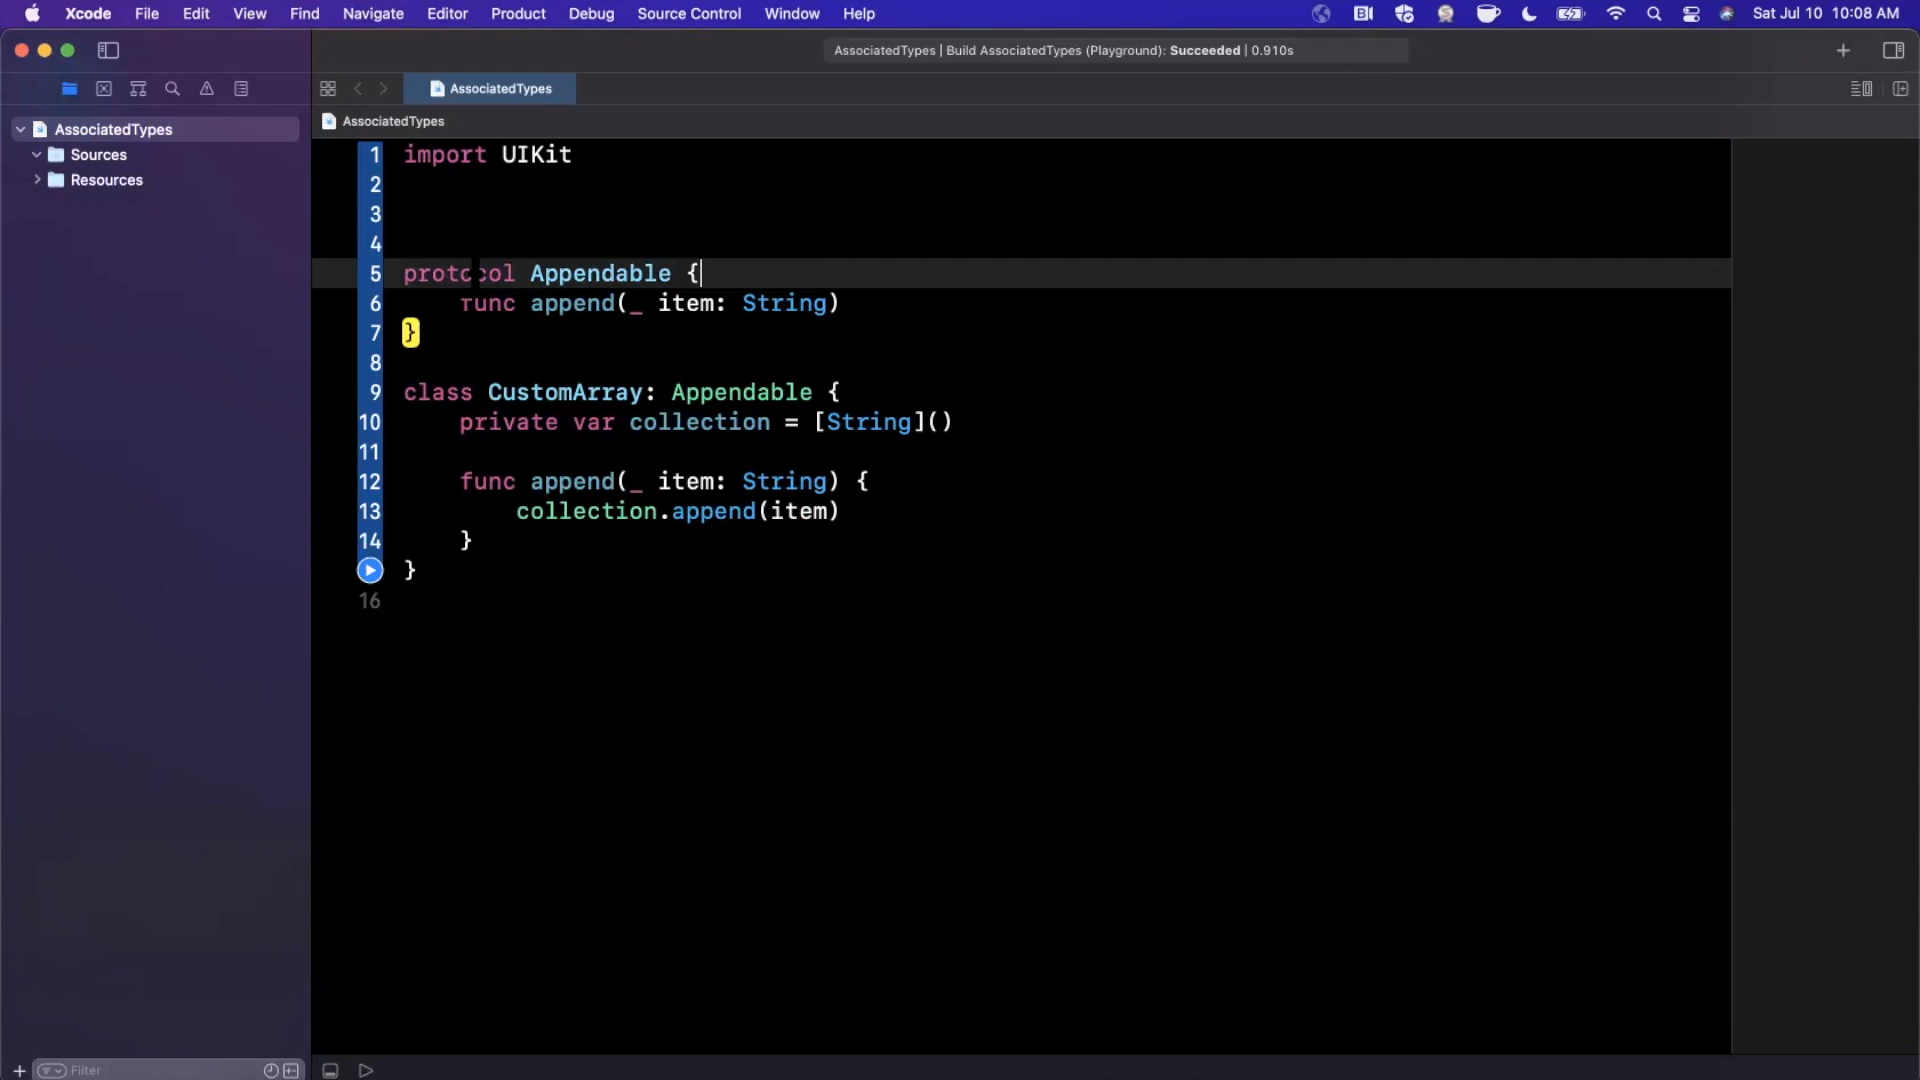 Xcode File Edit View Find Navigate Editor Product Debug Source Control Window Help Sat Jul 10 10:08 AM
AssociatedTypes | Build AssociatedTypes (Playground): Succeeded | 0.910s
AssociatedTypes
AssociatedTypes
AssociatedTypes
Sources
Resources
1 import UIKit
2
3
4
5 protocol Appendable {
6 func append(_ item: String)
7 }
8
9 class CustomArray: Appendable {
10 private var collection = [String]()
11
12 func append(_ item: String) {
13 collection.append(item)
14 }
}
16
Filter